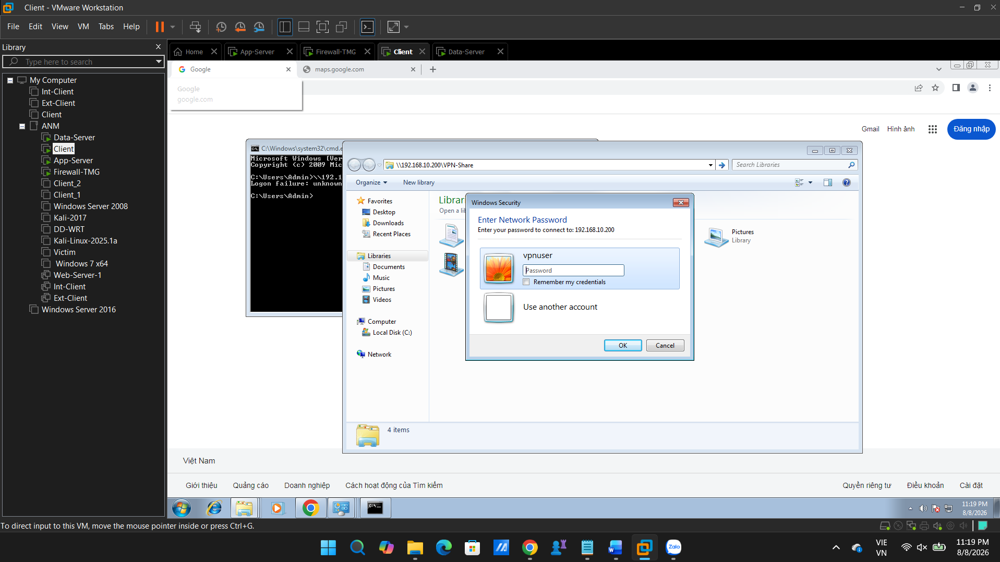 Client - VMware Workstation
File Edit View VM Tabs Help
Library
Type here to search
My Computer
Int-Client
Ext-Client
Client
ANM
Data-Server
Client
App-Server
Firewall-TMG
Client_2
Client_1
Windows Server 2008
Kali-2017
DD-WRT
Kali-Linux-2025.1a
Victim
Windows 7 x64
Web-Server-1
Int-Client
Ext-Client
Windows Server 2016
Home App-Server Firewall-TMG Client Data-Server
Google maps.google.com
Google
google.com
Gmail Hình ảnh Đăng nhập
C:\Windows\system32\cmd.e
Microsoft Windows [Ver
Copyright (c) 2009 Mic
C:\Users\Admin>\\192.1
Logon failure: unknown
C:\Users\Admin>
\\192.168.10.200\VPN-Share
Search Libraries
Organize New library
Favorites
Desktop
Downloads
Recent Places
Libraries
Documents
Music
Pictures
Videos
Computer
Local Disk (C:)
Network
Librar
Open a lib
Pictures
Library
4 items
Windows Security
Enter Network Password
Enter your password to connect to: 192.168.10.200
vpnuser
Password
Remember my credentials
Use another account
OK Cancel
Việt Nam
Giới thiệu Quảng cáo Doanh nghiệp Cách hoạt động của Tìm kiếm Quyền riêng tư Điều khoản Cài đặt
11:19 PM
8/8/2026
To direct input to this VM, move the mouse pointer inside or press Ctrl+G.
Zalo
VIE
VN
11:19 PM
8/8/2026